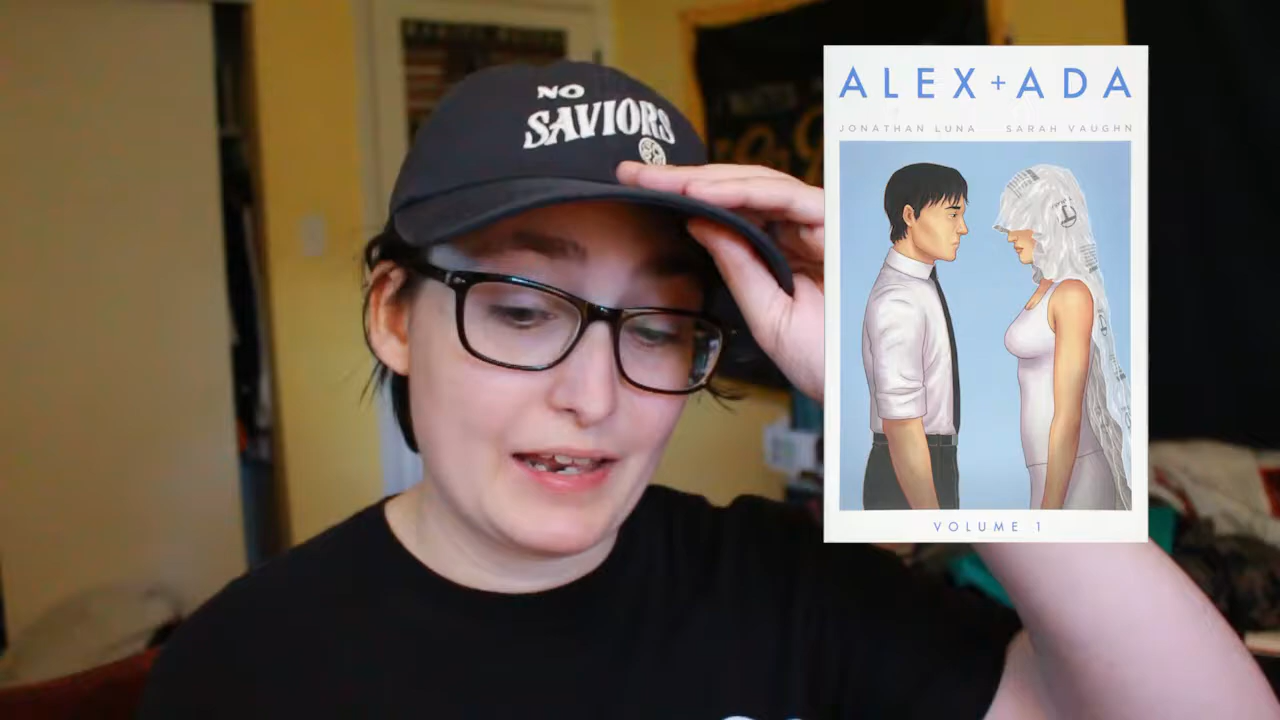 NO
SAVIORS
ALEX+ADA
JONATHAN LUNA SARAH VAUGHN
VOLUME 1